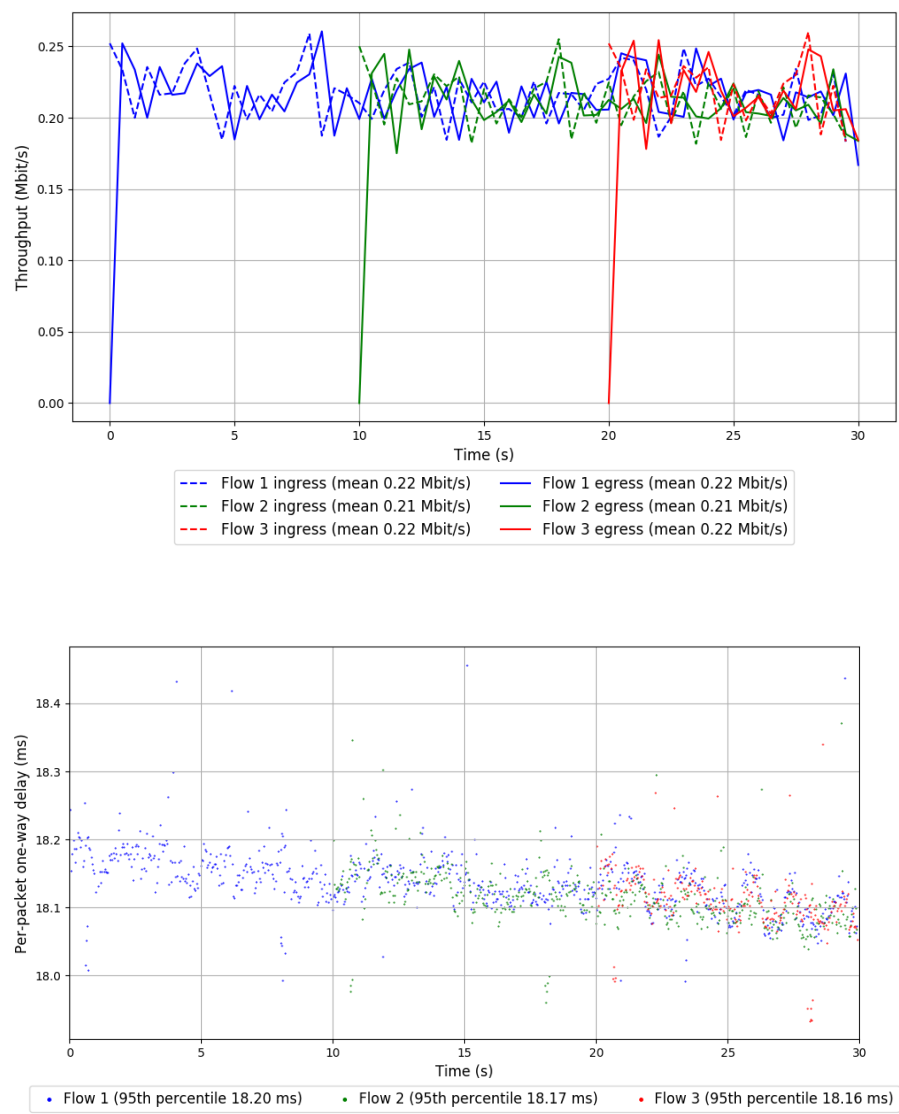 0.25
0.20
0.15
0.10
0.05
0.00
Throughput (Mbit/s)
0 5 10 15 20 25 30
Time (s)
Flow 1 ingress (mean 0.22 Mbit/s) Flow 1 egress (mean 0.22 Mbit/s)
Flow 2 ingress (mean 0.21 Mbit/s) Flow 2 egress (mean 0.21 Mbit/s)
Flow 3 ingress (mean 0.22 Mbit/s) Flow 3 egress (mean 0.22 Mbit/s)
18.4
18.3
18.2
18.1
18.0
Per-packet one-way delay (ms)
0 5 10 15 20 25 30
Time (s)
Flow 1 (95th percentile 18.20 ms) Flow 2 (95th percentile 18.17 ms) Flow 3 (95th percentile 18.16 ms)